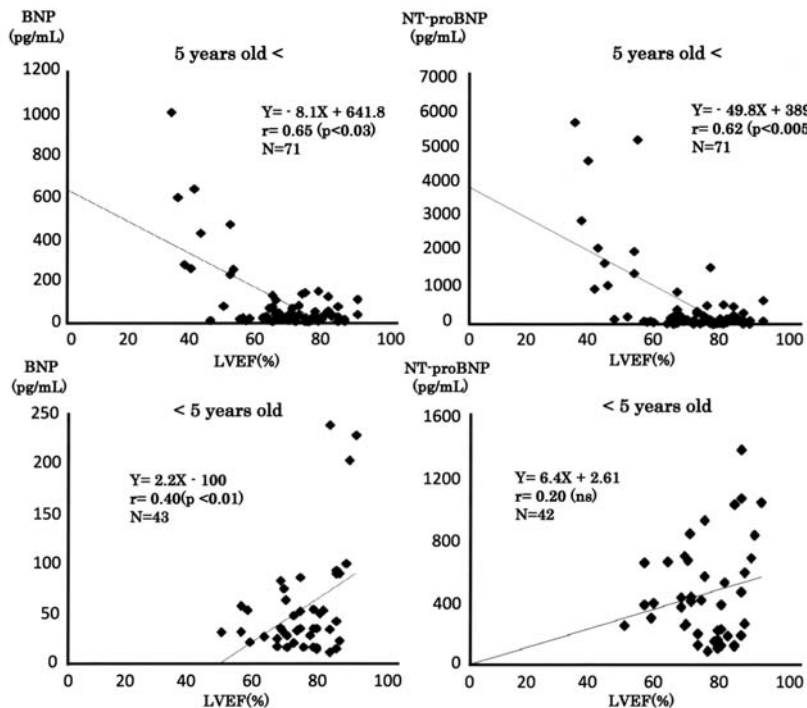 BNP
(pg/mL)
5 years old <
1200
1000
800
600
400
200
0
Y= - 8.1X + 641.8
r= 0.65 (p<0.03)
N=71
0 20 40 60 80 100
LVEF(%)
NT-proBNP
(pg/mL)
5 years old <
7000
6000
5000
4000
3000
2000
1000
0
Y= - 49.8X + 389
r= 0.62 (p<0.005
N=71
0 20 40 60 80 100
LVEF(%)
BNP
(pg/mL)
< 5 years old
250
200
150
100
50
0
Y= 2.2X - 100
r= 0.40(p <0.01)
N=43
0 20 40 60 80 100
LVEF(%)
NT-proBNP
(pg/mL)
< 5 years old
1600
1200
800
400
0
Y= 6.4X + 2.61
r= 0.20 (ns)
N=42
0 20 40 60 80 100
LVEF(%)